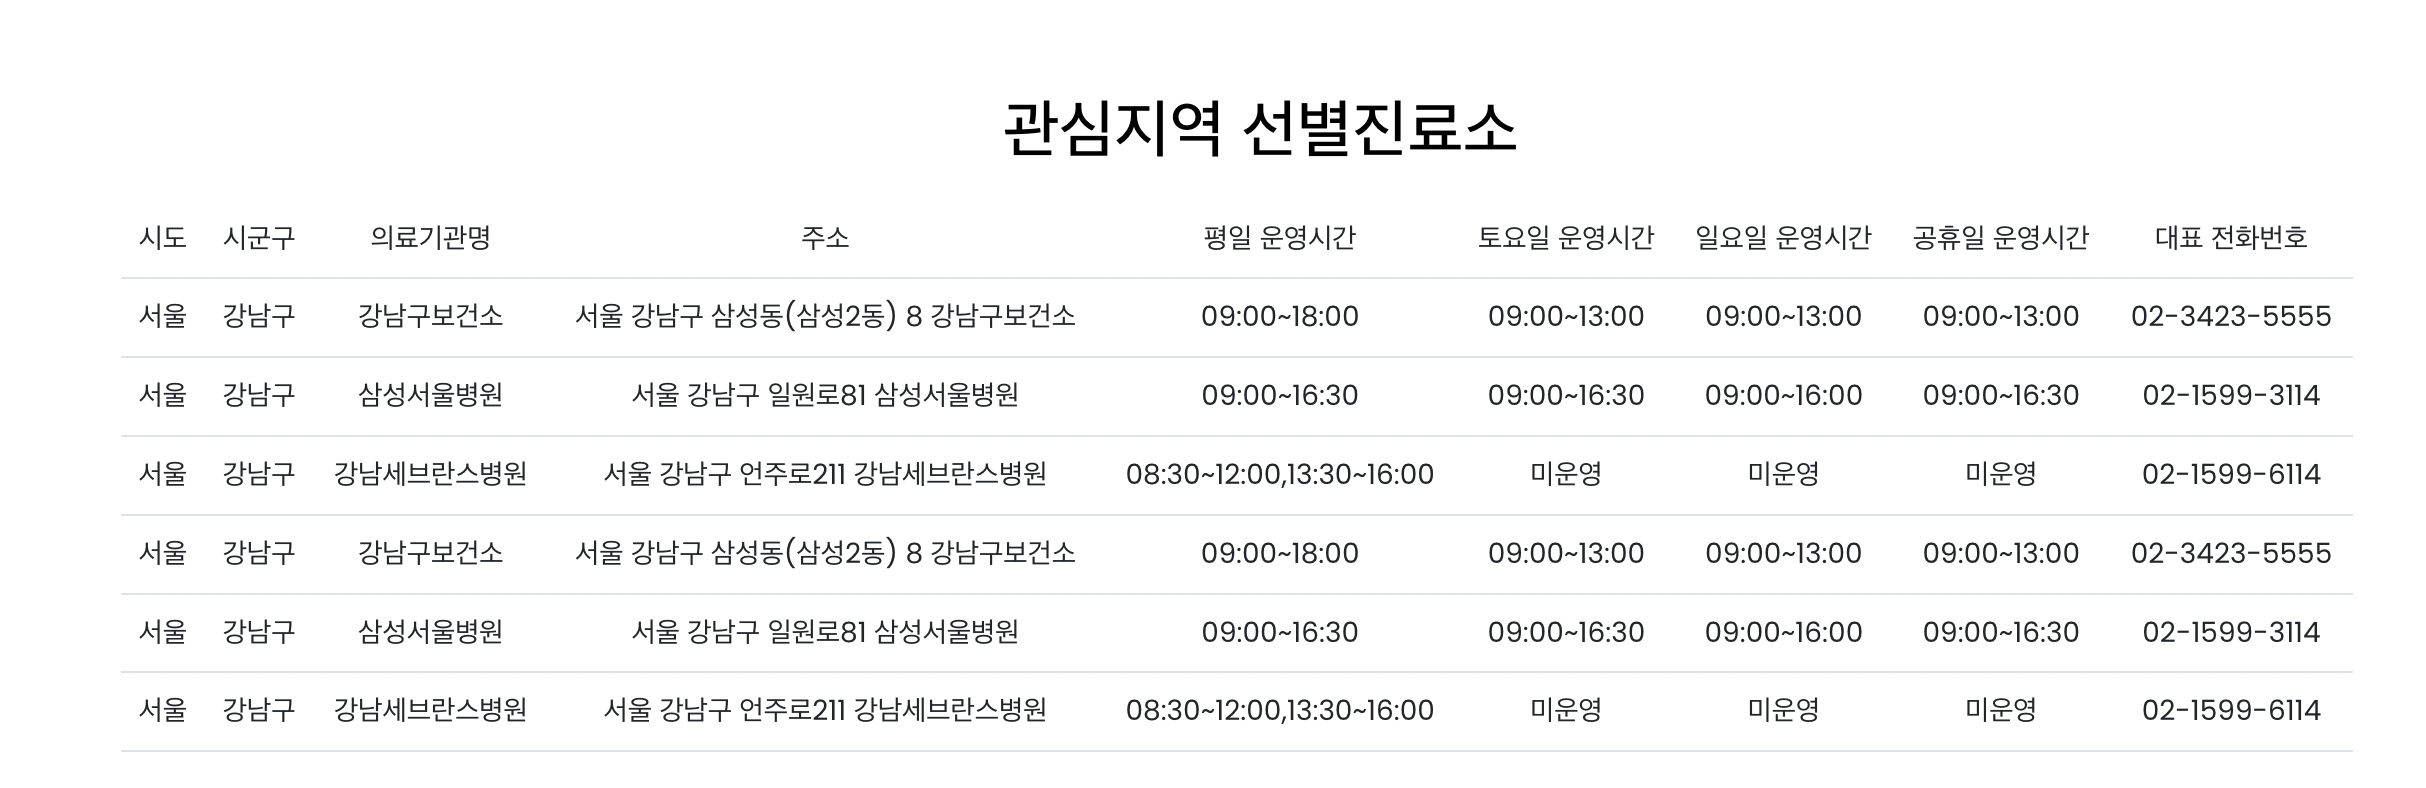 관심지역 선별진료소
시도 시군구 의료기관명 주소 평일 운영시간 토요일 운영시간 일요일 운영시간 공휴일 운영시간 대표 전화번호
서울 강남구 강남구보건소 서울 강남구 삼성동(삼성2동) 8 강남구보건소 09:00~18:00 09:00~13:00 09:00~13:00 09:00~13:00 02-3423-5555
서울 강남구 삼성서울병원 서울 강남구 일원로81 삼성서울병원 09:00~16:30 09:00~16:30 09:00~16:00 09:00~16:30 02-1599-3114
서울 강남구 강남세브란스병원 서울 강남구 언주로211 강남세브란스병원 08:30~12:00,13:30~16:00 미운영 미운영 미운영 02-1599-6114
서울 강남구 강남구보건소 서울 강남구 삼성동(삼성2동) 8 강남구보건소 09:00~18:00 09:00~13:00 09:00~13:00 09:00~13:00 02-3423-5555
서울 강남구 삼성서울병원 서울 강남구 일원로81 삼성서울병원 09:00~16:30 09:00~16:30 09:00~16:00 09:00~16:30 02-1599-3114
서울 강남구 강남세브란스병원 서울 강남구 언주로211 강남세브란스병원 08:30~12:00,13:30~16:00 미운영 미운영 미운영 02-1599-6114